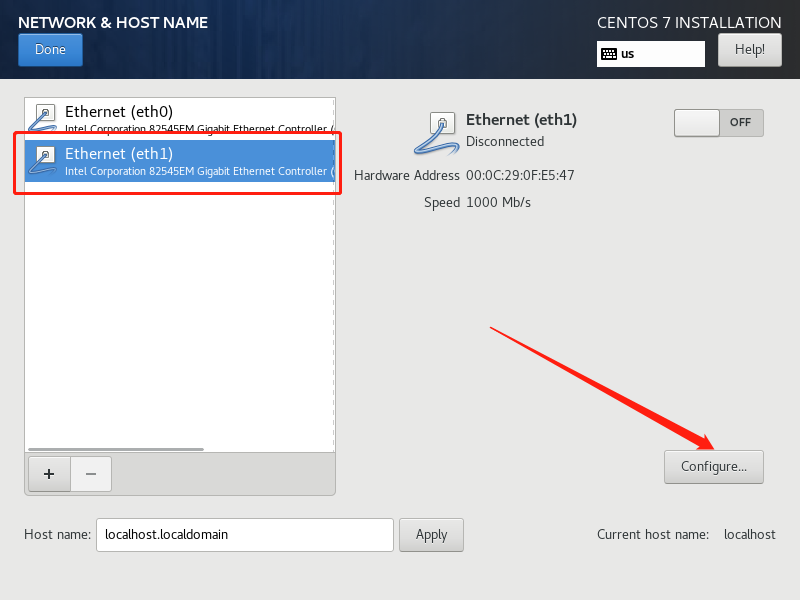 NETWORK & HOST NAME
CENTOS 7 INSTALLATION
Done
us
Help!
Ethernet (eth0)
Intel Corporation 82545EM Gigabit Ethernet Controller (
Ethernet (eth1)
Intel Corporation 82545EM Gigabit Ethernet Controller (
Ethernet (eth1)
Disconnected
OFF
Hardware Address 00:0C:29:0F:E5:47
Speed 1000 Mb/s
+ −
Configure...
Host name: localhost.localdomain Apply
Current host name: localhost